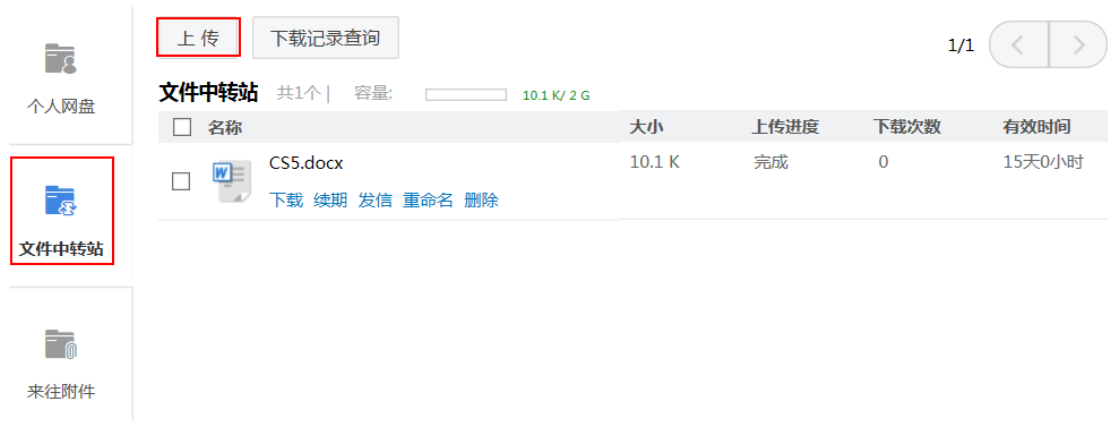 上 传 下载记录查询 1/1
个人网盘
文件中转站 共1个 | 容量: 10.1 K/ 2 G
名称 大小 上传进度 下载次数 有效时间
CS5.docx 10.1 K 完成 0 15天0小时
下载 续期 发信 重命名 删除
文件中转站
来往附件